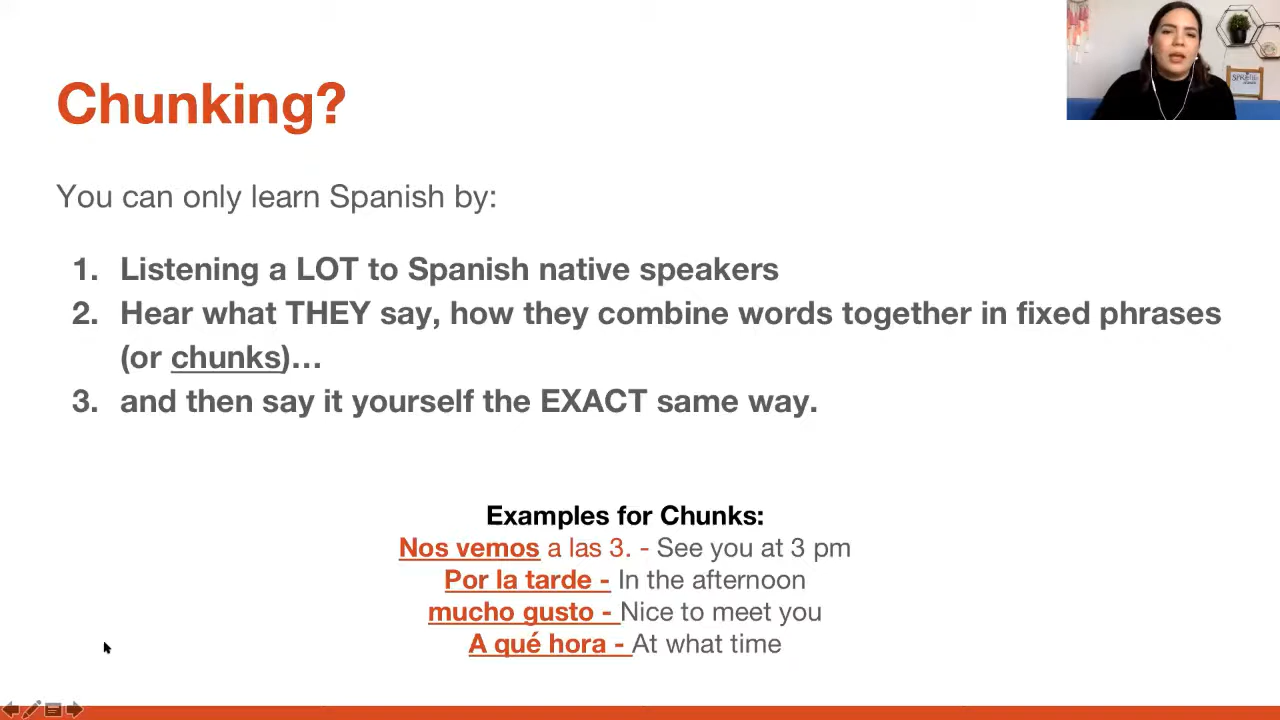 Chunking?
You can only learn Spanish by:
1. Listening a LOT to Spanish native speakers
2. Hear what THEY say, how they combine words together in fixed phrases
(or chunks)…
3. and then say it yourself the EXACT same way.
Examples for Chunks:
Nos vemos a las 3. - See you at 3 pm
Por la tarde - In the afternoon
mucho gusto - Nice to meet you
A qué hora - At what time